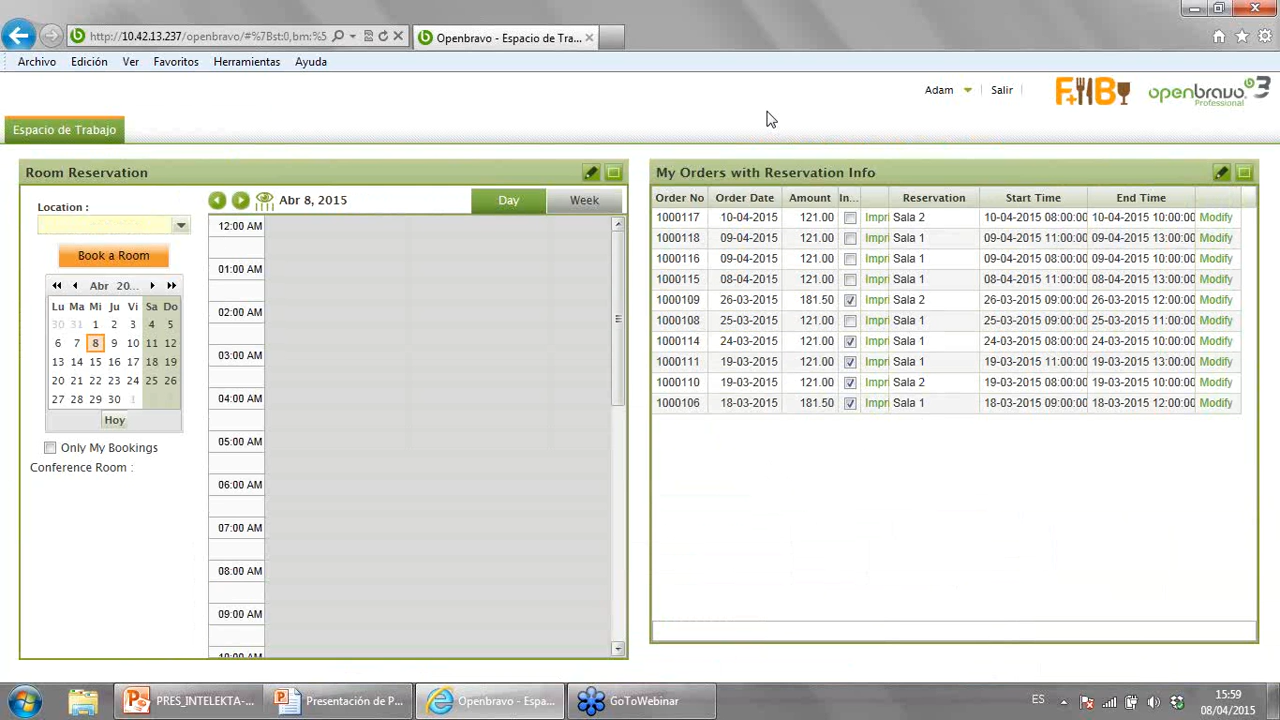 http://10.42.13.237/openbravo/#%7Bst:0,bm:%5
Openbravo - Espacio de Tra...
Archivo Edición Ver Favoritos Herramientas Ayuda
Adam Salir F+B openbravo 3 Professional
Espacio de Trabajo
Room Reservation
Location :
Book a Room
Abr 20...
Lu Ma Mi Ju Vi Sa Do
30 31 1 2 3 4 5
6 7 8 9 10 11 12
13 14 15 16 17 18 19
20 21 22 23 24 25 26
27 28 29 30 1 2 3
Hoy
Only My Bookings
Conference Room :
Abr 8, 2015 Day Week
12:00 AM
01:00 AM
02:00 AM
03:00 AM
04:00 AM
05:00 AM
06:00 AM
07:00 AM
08:00 AM
09:00 AM
10:00 AM
My Orders with Reservation Info
Order No Order Date Amount In... Reservation Start Time End Time
1000117 10-04-2015 121.00 Impri Sala 2 10-04-2015 08:00:00 10-04-2015 10:00:00 Modify
1000118 09-04-2015 121.00 Impri Sala 1 09-04-2015 11:00:00 09-04-2015 13:00:00 Modify
1000116 09-04-2015 121.00 Impri Sala 1 09-04-2015 08:00:00 09-04-2015 10:00:00 Modify
1000115 08-04-2015 121.00 Impri Sala 1 08-04-2015 11:00:00 08-04-2015 13:00:00 Modify
1000109 26-03-2015 181.50 Impri Sala 2 26-03-2015 09:00:00 26-03-2015 12:00:00 Modify
1000108 25-03-2015 121.00 Impri Sala 1 25-03-2015 09:00:00 25-03-2015 11:00:00 Modify
1000114 24-03-2015 121.00 Impri Sala 1 24-03-2015 08:00:00 24-03-2015 10:00:00 Modify
1000111 19-03-2015 121.00 Impri Sala 1 19-03-2015 11:00:00 19-03-2015 13:00:00 Modify
1000110 19-03-2015 121.00 Impri Sala 2 19-03-2015 08:00:00 19-03-2015 10:00:00 Modify
1000106 18-03-2015 181.50 Impri Sala 1 18-03-2015 09:00:00 18-03-2015 12:00:00 Modify
PRES_INTELEKTA-... Presentación de P... Openbravo - Espa... GoToWebinar ES 15:59
08/04/2015